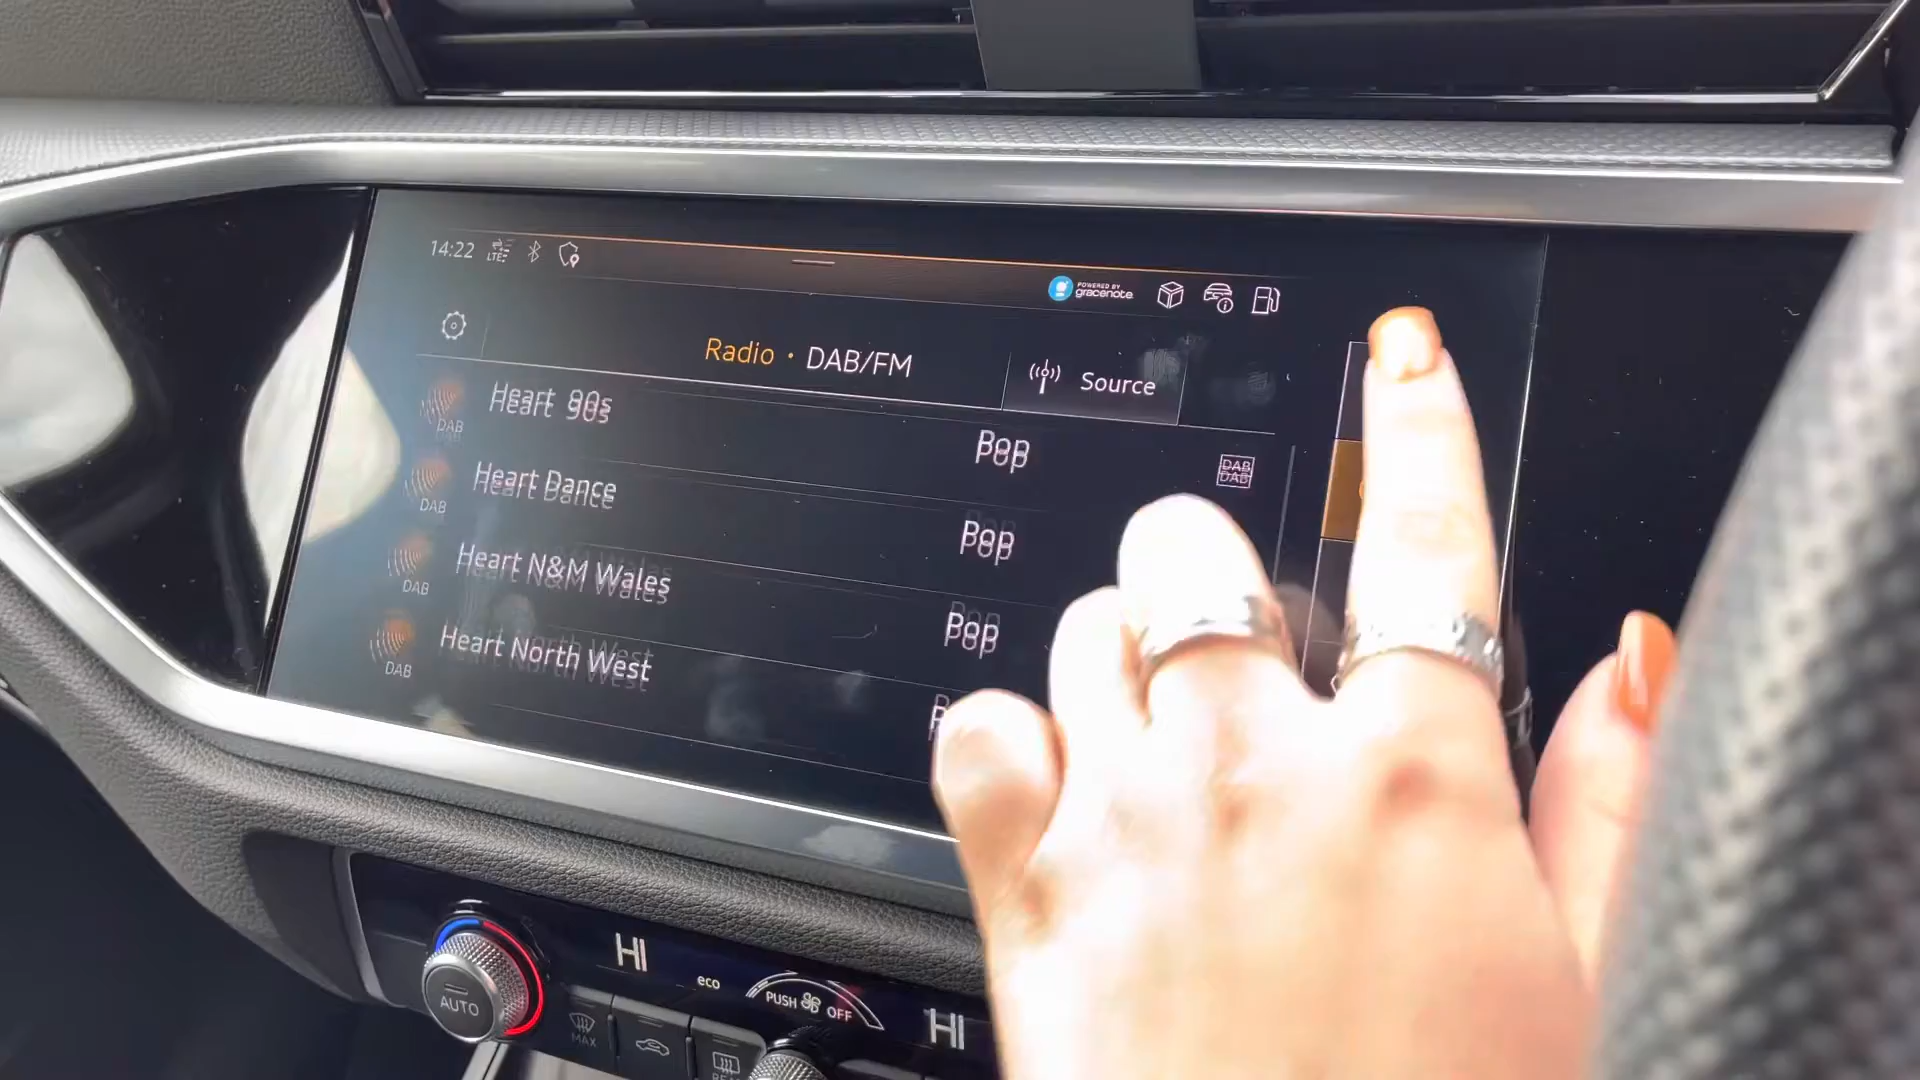 14:22 LTE
POWERED BY
gracenote
Radio • DAB/FM
Source
DAB
Heart 90s
Pop
DAB
DAB
Heart Dance
Pop
DAB
Heart N&M Wales
Pop
DAB
Heart North West
HI
eco
PUSH OFF
HI
AUTO
MAX